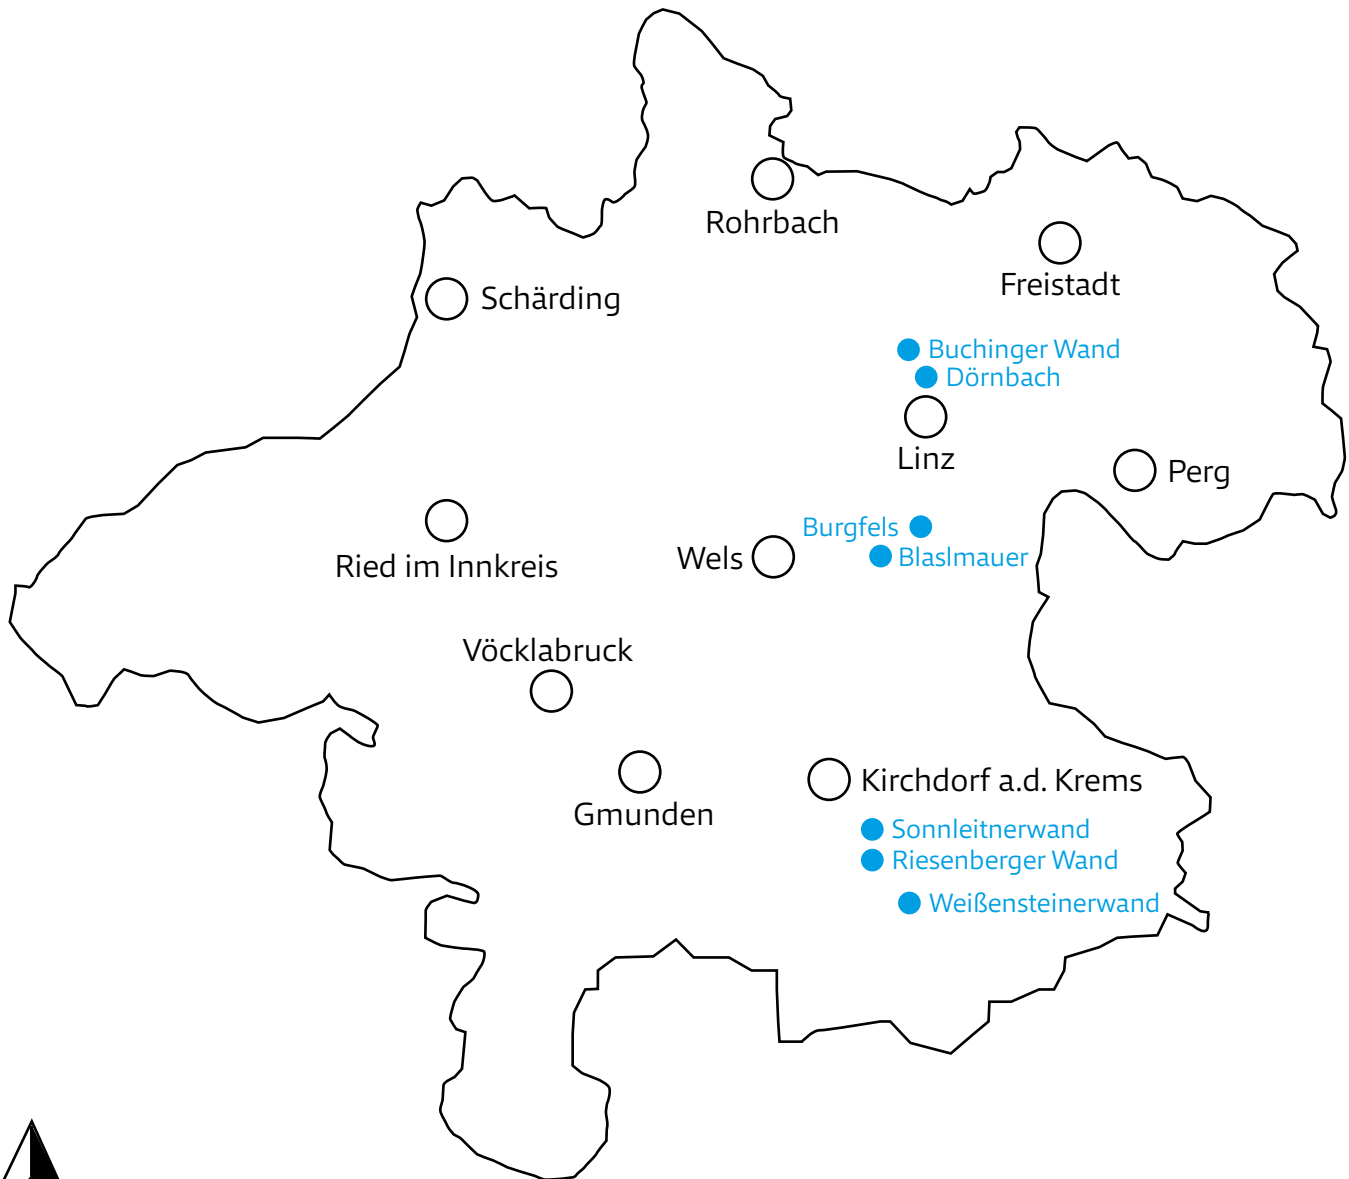 Rohrbach
Freistadt
Schärding
Buchinger Wand
Dörnbach
Linz
Perg
Burgfels
Wels
Blaslmauer
Ried im Innkreis
Vöcklabruck
Kirchdorf a.d. Krems
Gmunden
Sonnleitnerwand
Riesenberger Wand
Weißensteinerwand